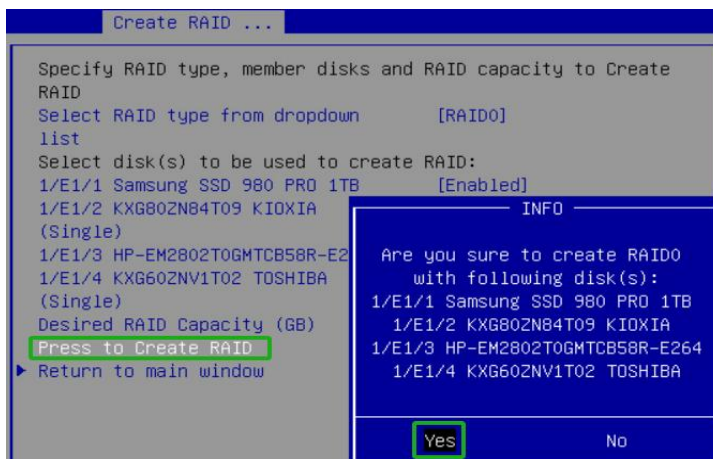 Create RAID ...
Specify RAID type, member disks and RAID capacity to Create
RAID
Select RAID type from dropdown [RAID0]
list
Select disk(s) to be used to create RAID:
1/E1/1 Samsung SSD 980 PRO 1TB [Enabled]
1/E1/2 KXG80ZN84T09 KIOXIA
(Single)
1/E1/3 HP-EM2802TOGMTCB58R-E2
1/E1/4 KXG60ZNV1T02 TOSHIBA
(Single)
Desired RAID Capacity (GB)
Press to Create RAID
Return to main window
INFO
Are you sure to create RAID0
with following disk(s):
1/E1/1 Samsung SSD 980 PRO 1TB
1/E1/2 KXG80ZN84T09 KIOXIA
1/E1/3 HP-EM2802TOGMTCB58R-E264
1/E1/4 KXG60ZNV1T02 TOSHIBA
Yes No